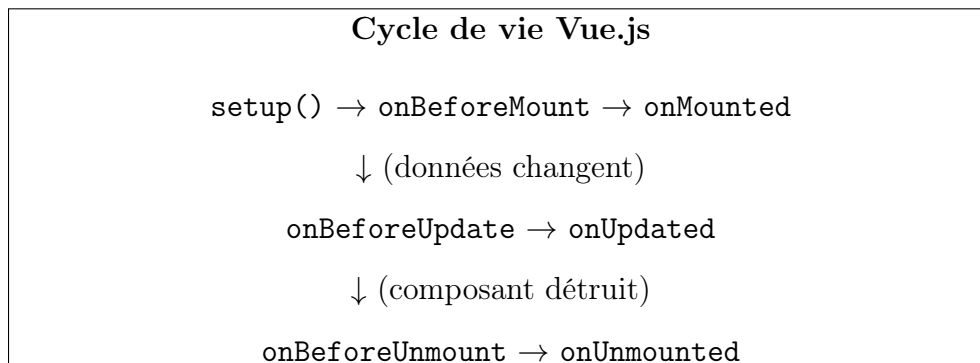 Cycle de vie Vue.js
setup() → onBeforeMount → onMounted
↓ (données changent)
onBeforeUpdate → onUpdated
↓ (composant détruit)
onBeforeUnmount → onUnmounted